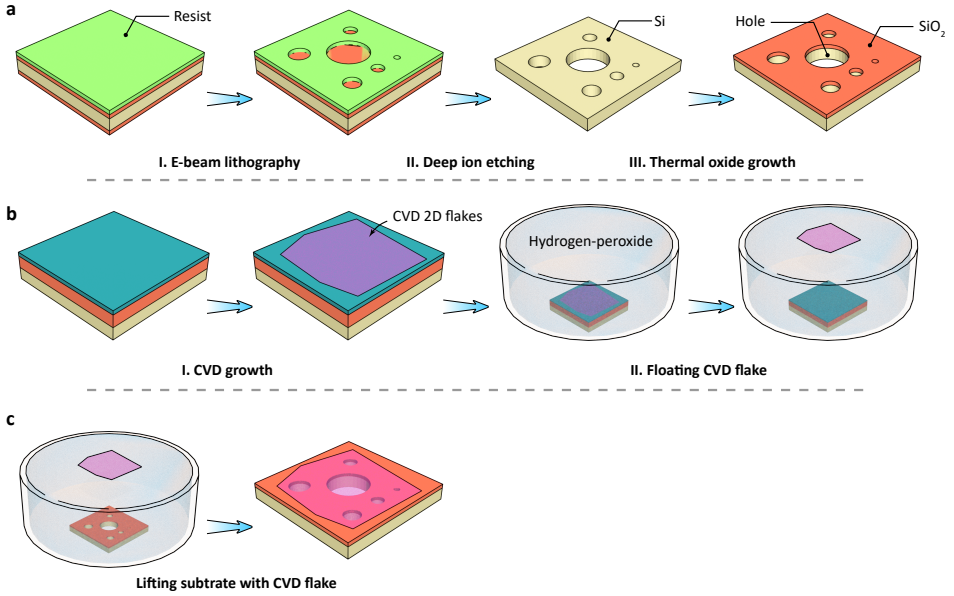 a
Resist
Si
Hole
SiO₂
I. E-beam lithography
II. Deep ion etching
III. Thermal oxide growth
b
CVD 2D flakes
Hydrogen-peroxide
I. CVD growth
II. Floating CVD flake
c
Lifting subtrate with CVD flake